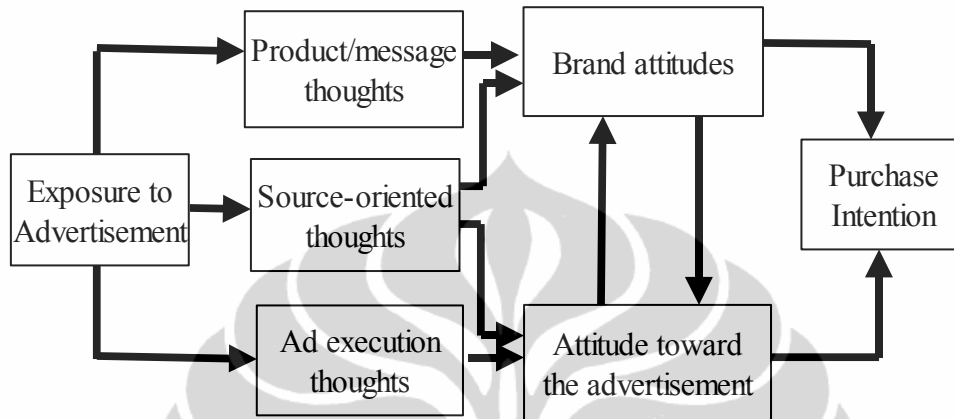 Product/message
thoughts
Brand attitudes
Exposure to
Advertisement
Source-oriented
thoughts
Purchase
Intention
Ad execution
thoughts
Attitude toward
the advertisement